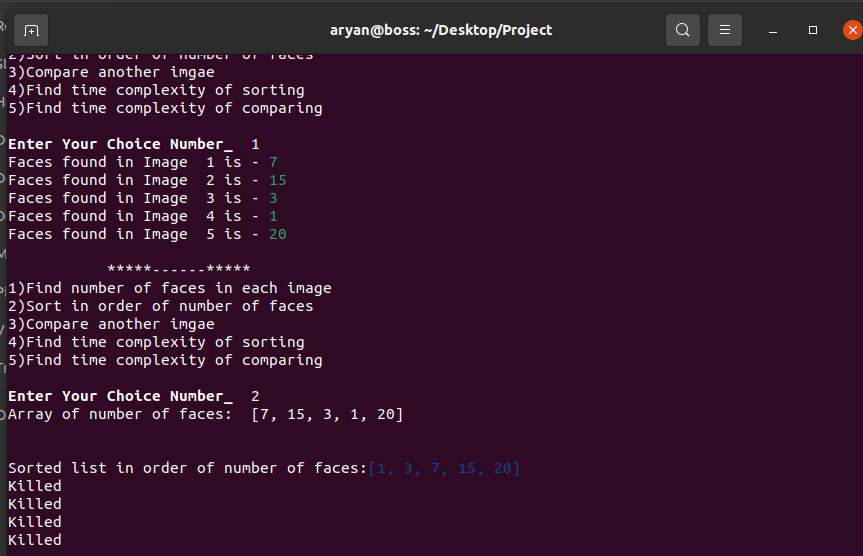 aryan@boss: ~/Desktop/Project
2)Sort in order of number of faces
3)Compare another imgae
4)Find time complexity of sorting
5)Find time complexity of comparing
Enter Your Choice Number_  1
Faces found in Image  1 is - 7
Faces found in Image  2 is - 15
Faces found in Image  3 is - 3
Faces found in Image  4 is - 1
Faces found in Image  5 is - 20
*****------*****
1)Find number of faces in each image
2)Sort in order of number of faces
3)Compare another imgae
4)Find time complexity of sorting
5)Find time complexity of comparing
Enter Your Choice Number_  2
Array of number of faces:  [7, 15, 3, 1, 20]
Sorted list in order of number of faces:[1, 3, 7, 15, 20]
Killed
Killed
Killed
Killed